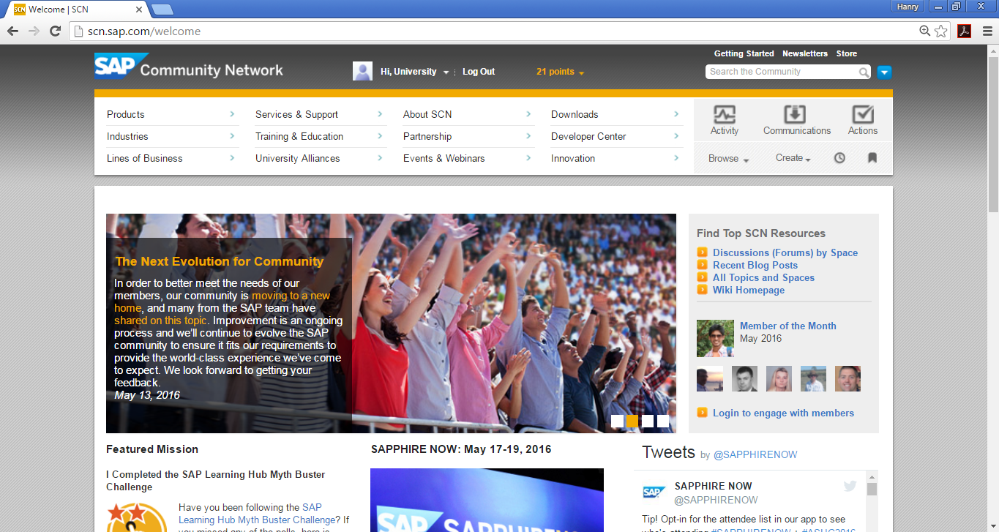 SCN Welcome | SCN
Hanry
scn.sap.com/welcome
Getting Started Newsletters Store
SAP Community Network
Hi, University Log Out
21 points
Search the Community
Products
Services & Support
About SCN
Downloads
Industries
Training & Education
Partnership
Developer Center
Lines of Business
University Alliances
Events & Webinars
Innovation
Activity
Communications
Actions
Browse
Create
The Next Evolution for Community
In order to better meet the needs of our
members, our community is moving to a new
home, and many from the SAP team have
shared on this topic. Improvement is an ongoing
process and we'll continue to evolve the SAP
community to ensure it fits our requirements to
provide the world-class experience we've come
to expect. We look forward to getting your
feedback.
May 13, 2016
Find Top SCN Resources
Discussions (Forums) by Space
Recent Blog Posts
All Topics and Spaces
Wiki Homepage
Member of the Month
May 2016
Login to engage with members
Featured Mission
I Completed the SAP Learning Hub Myth Buster
Challenge
Have you been following the SAP
Learning Hub Myth Buster Challenge? If
you missed any of the polls, here is
SAPPHIRE NOW: May 17-19, 2016
SAP SAPPHIRE NOW
Tweets by @SAPPHIRENOW
SAP
SAPPHIRE NOW
@SAPPHIRENOW
Tip! Opt-in for the attendee list in our app to see
who's attending #SAPPHIRENOW + #ASUG2016